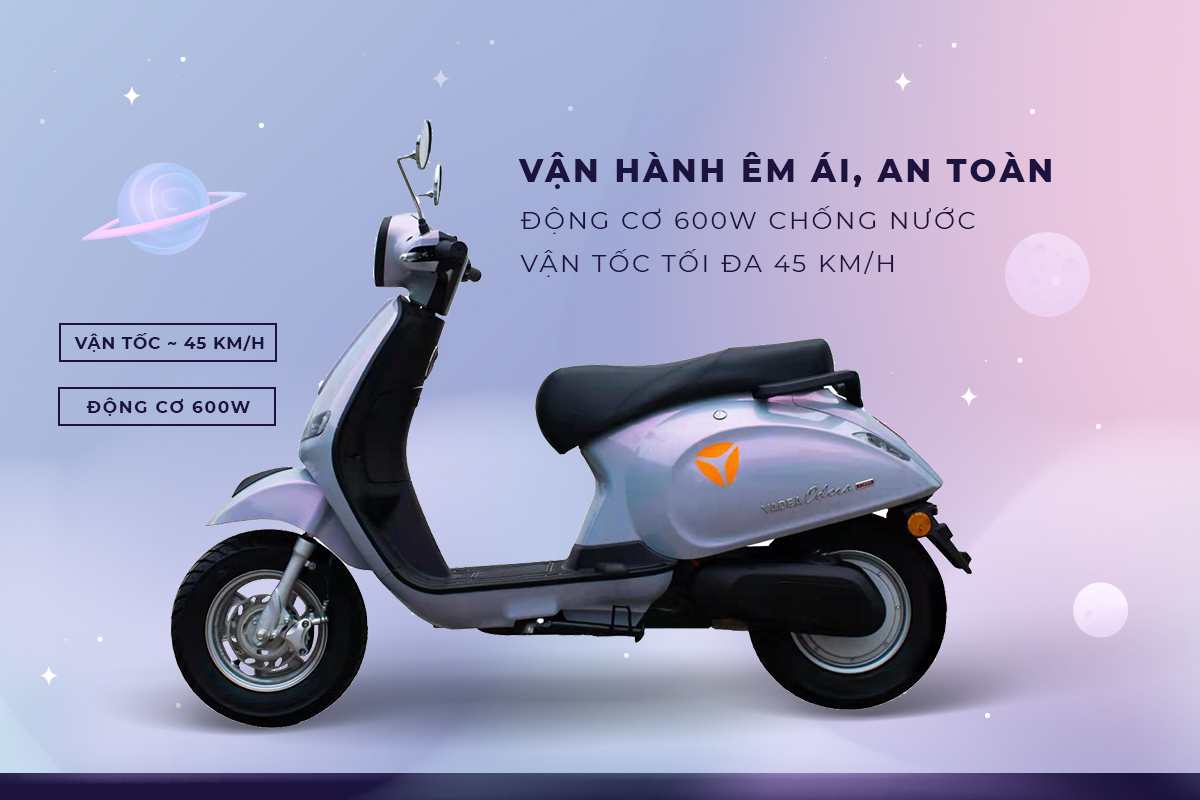 VẬN HÀNH ÊM ÁI, AN TOÀN
ĐỘNG CƠ 600W CHỐNG NƯỚC
VẬN TỐC TỐI ĐA 45 KM/H
VẬN TỐC ~ 45 KM/H
ĐỘNG CƠ 600W
YADEA Odora